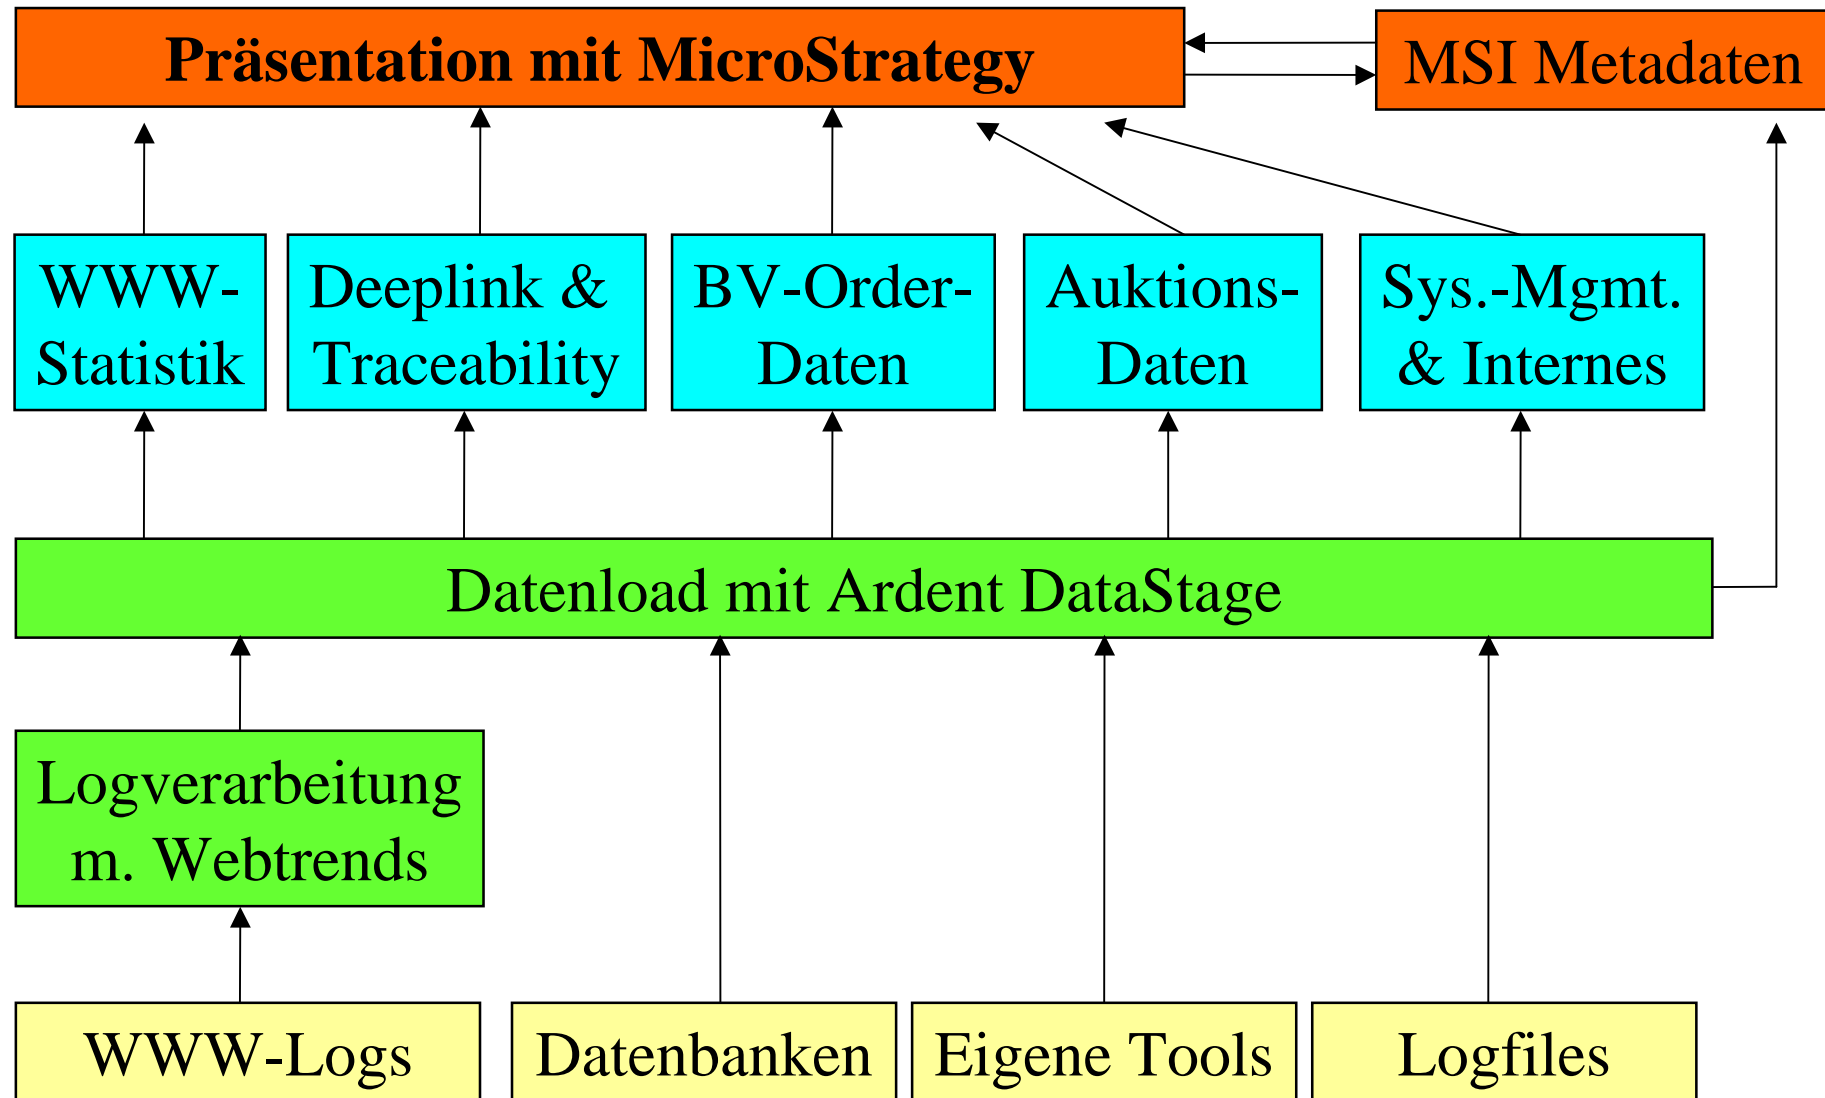 Präsentation mit MicroStrategy
MSI Metadaten
WWW-
Statistik
Deeplink &
Traceability
BV-Order-
Daten
Auktions-
Daten
Sys.-Mgmt.
& Internes
Datenload mit Ardent DataStage
Logverarbeitung
m. Webtrends
WWW-Logs
Datenbanken
Eigene Tools
Logfiles